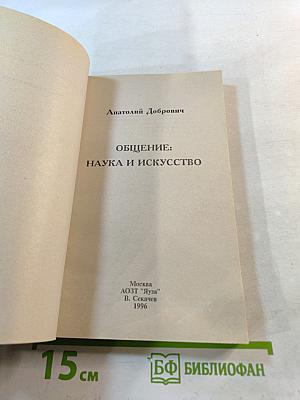 Анатолий Добрович
ОБЩЕНИЕ:
НАУКА И ИСКУССТВО
Москва
АОЗТ "Яуза"
В. Секачев
1996
15 см
БФ БИБЛИОФАН